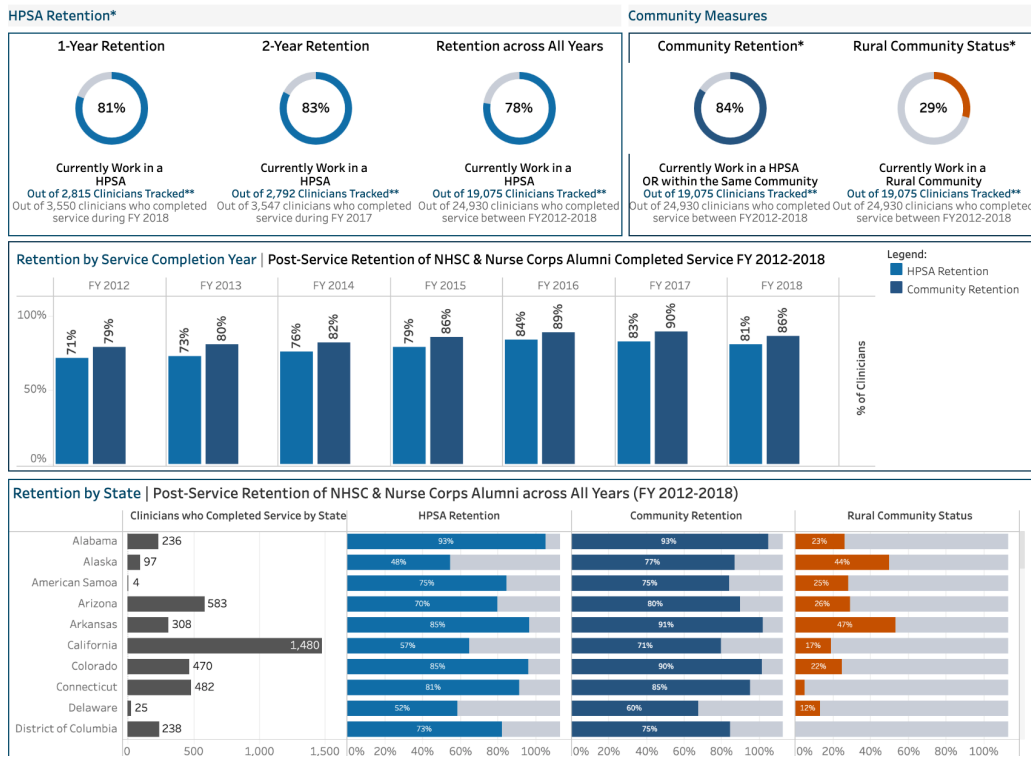 HPSA Retention*
Community Measures
1-Year Retention
2-Year Retention
Retention across All Years
Community Retention*
Rural Community Status*
81%
83%
78%
84%
29%
Currently Work in a
HPSA
Out of 2,815 Clinicians Tracked**
Out of 3,550 clinicians who completed
service during FY 2018
Currently Work in a
HPSA
Out of 2,792 Clinicians Tracked**
Out of 3,547 clinicians who completed
service during FY 2017
Currently Work in a
HPSA
Out of 19,075 Clinicians Tracked**
Out of 24,930 clinicians who completed
service between FY2012-2018
Currently Work in a HPSA
OR within the Same Community
Out of 19,075 Clinicians Tracked**
Out of 24,930 clinicians who completed
service between FY2012-2018
Currently Work in a
Rural Community
Out of 19,075 Clinicians Tracked**
Out of 24,930 clinicians who completed
service between FY2012-2018
Retention by Service Completion Year | Post-Service Retention of NHSC & Nurse Corps Alumni Completed Service FY 2012-2018
Legend:
HPSA Retention
Community Retention
FY 2012 FY 2013 FY 2014 FY 2015 FY 2016 FY 2017 FY 2018
100%
50%
0%
71% 79% 73% 80% 76% 82% 79% 86% 84% 89% 83% 90% 81% 86%
% of Clinicians
Retention by State | Post-Service Retention of NHSC & Nurse Corps Alumni across All Years (FY 2012-2018)
Clinicians who Completed Service by State HPSA Retention Community Retention Rural Community Status
Alabama 236 93% 93% 23%
Alaska 97 48% 77% 44%
American Samoa 4 75% 75% 25%
Arizona 583 70% 80% 26%
Arkansas 308 85% 91% 47%
California 1,480 57% 71% 17%
Colorado 470 85% 90% 22%
Connecticut 482 81% 85%
Delaware 25 52% 60% 12%
District of Columbia 238 73% 75%
0 500 1,000 1,500 0% 20% 40% 60% 80% 100% 0% 20% 40% 60% 80% 100% 0% 20% 40% 60% 80% 100%